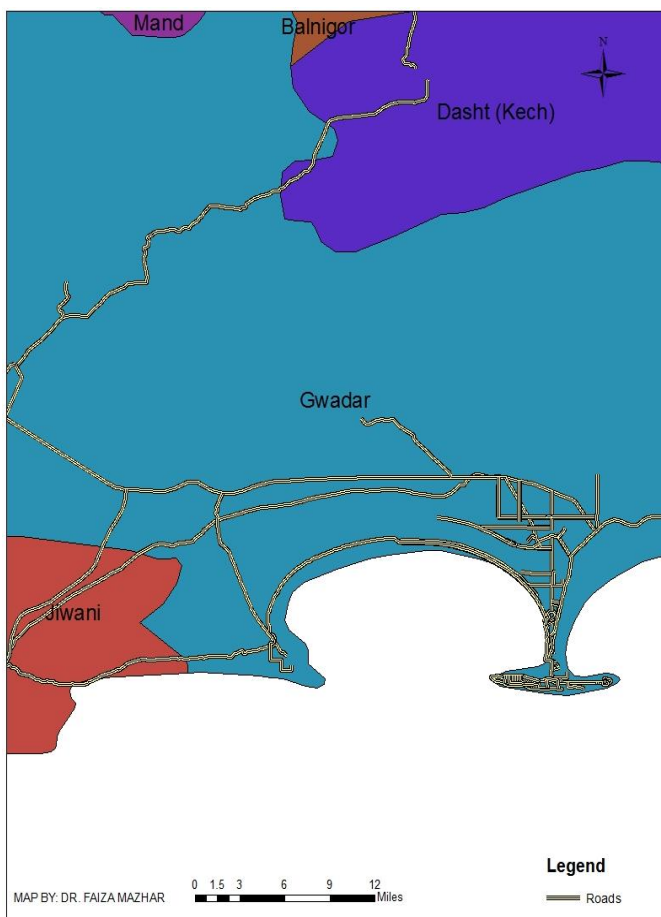 Mand
Balnigor
N
Dasht (Kech)
Gwadar
Jiwani
Legend
Roads
MAP BY: DR. FAIZA MAZHAR
0 1.5 3 6 9 12
Miles